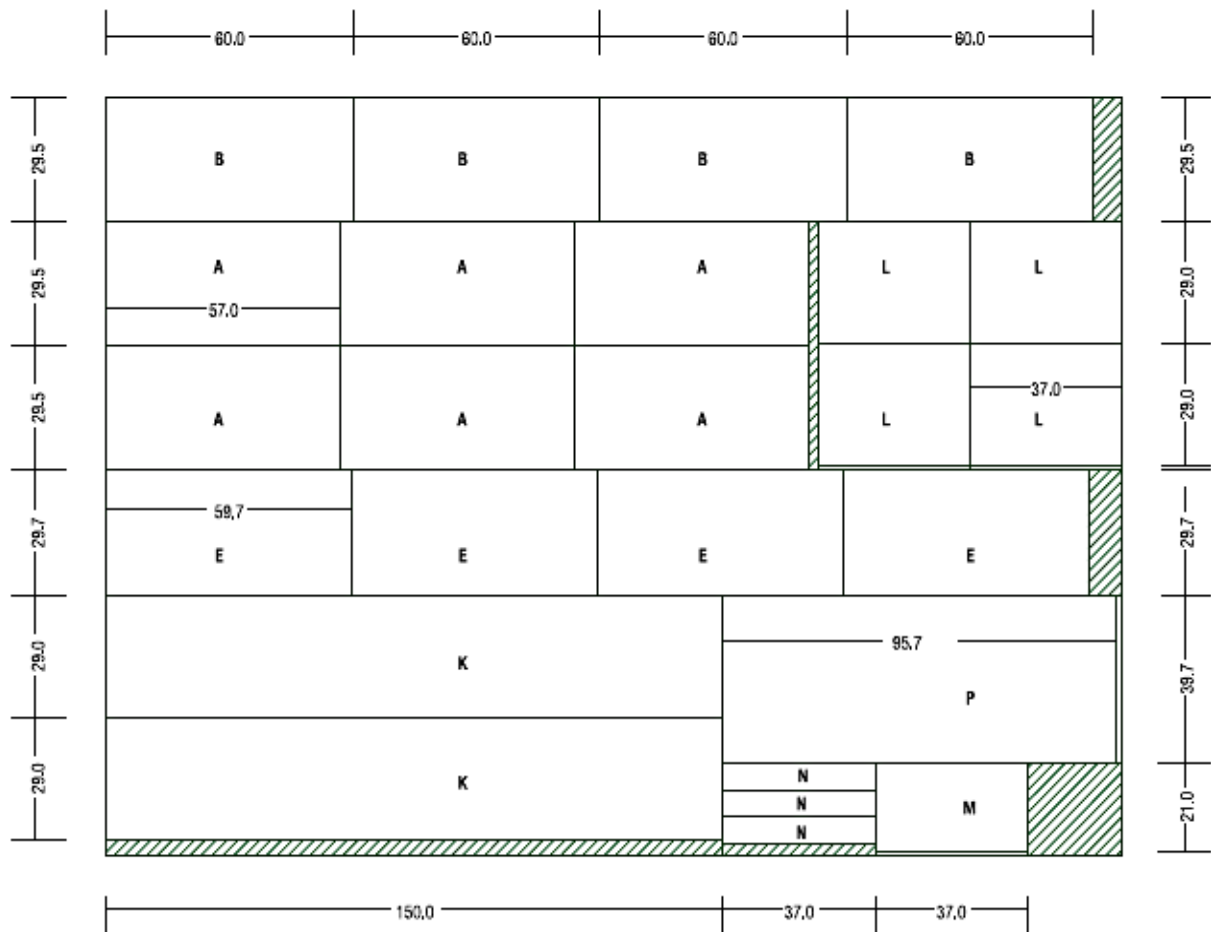 60.0 60.0 60.0 60.0
29.5 B B B B 29.5
29.5 A A A L L 29.0
57.0
37.0
29.5 A A A L L 29.0
59.7
29.7 E E E E 29.7
95.7
29.0 K P 39.7
29.0 K N M 21.0
N
N
150.0 37.0 37.0